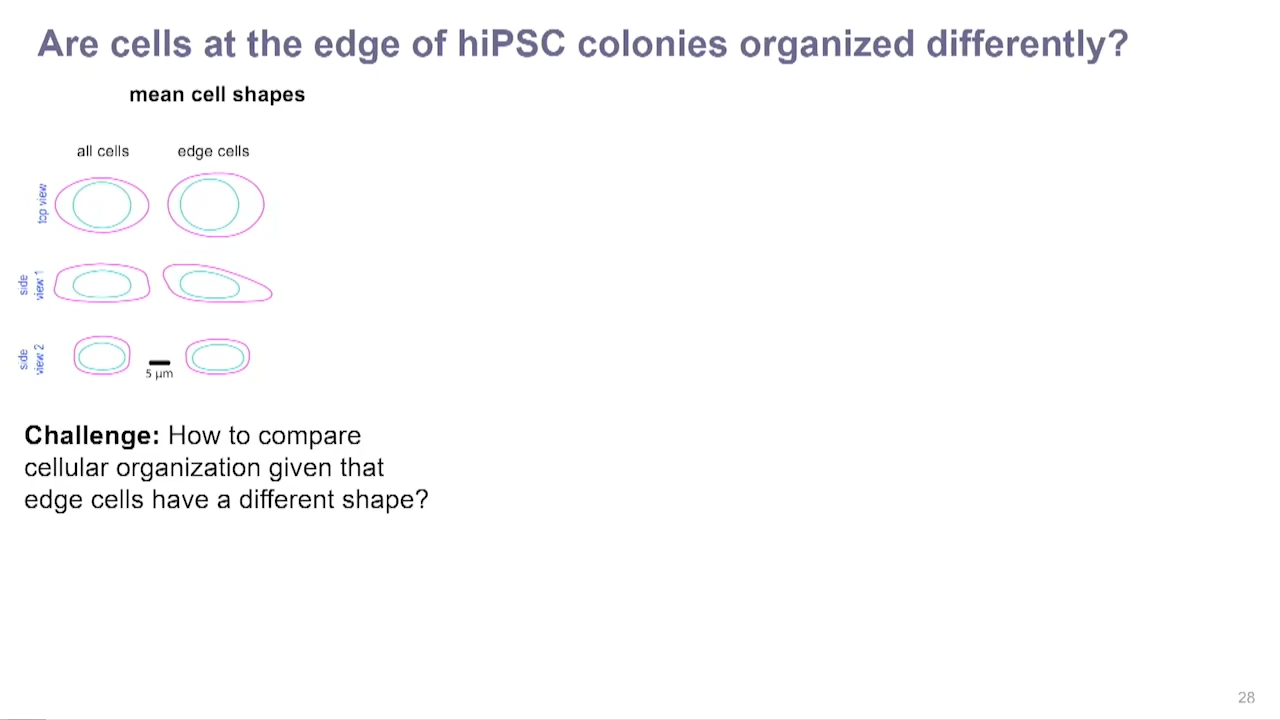 Are cells at the edge of hiPSC colonies organized differently?
mean cell shapes
all cells edge cells
top view
side
view 1
side
view 2
5 µm
Challenge: How to compare
cellular organization given that
edge cells have a different shape?
28